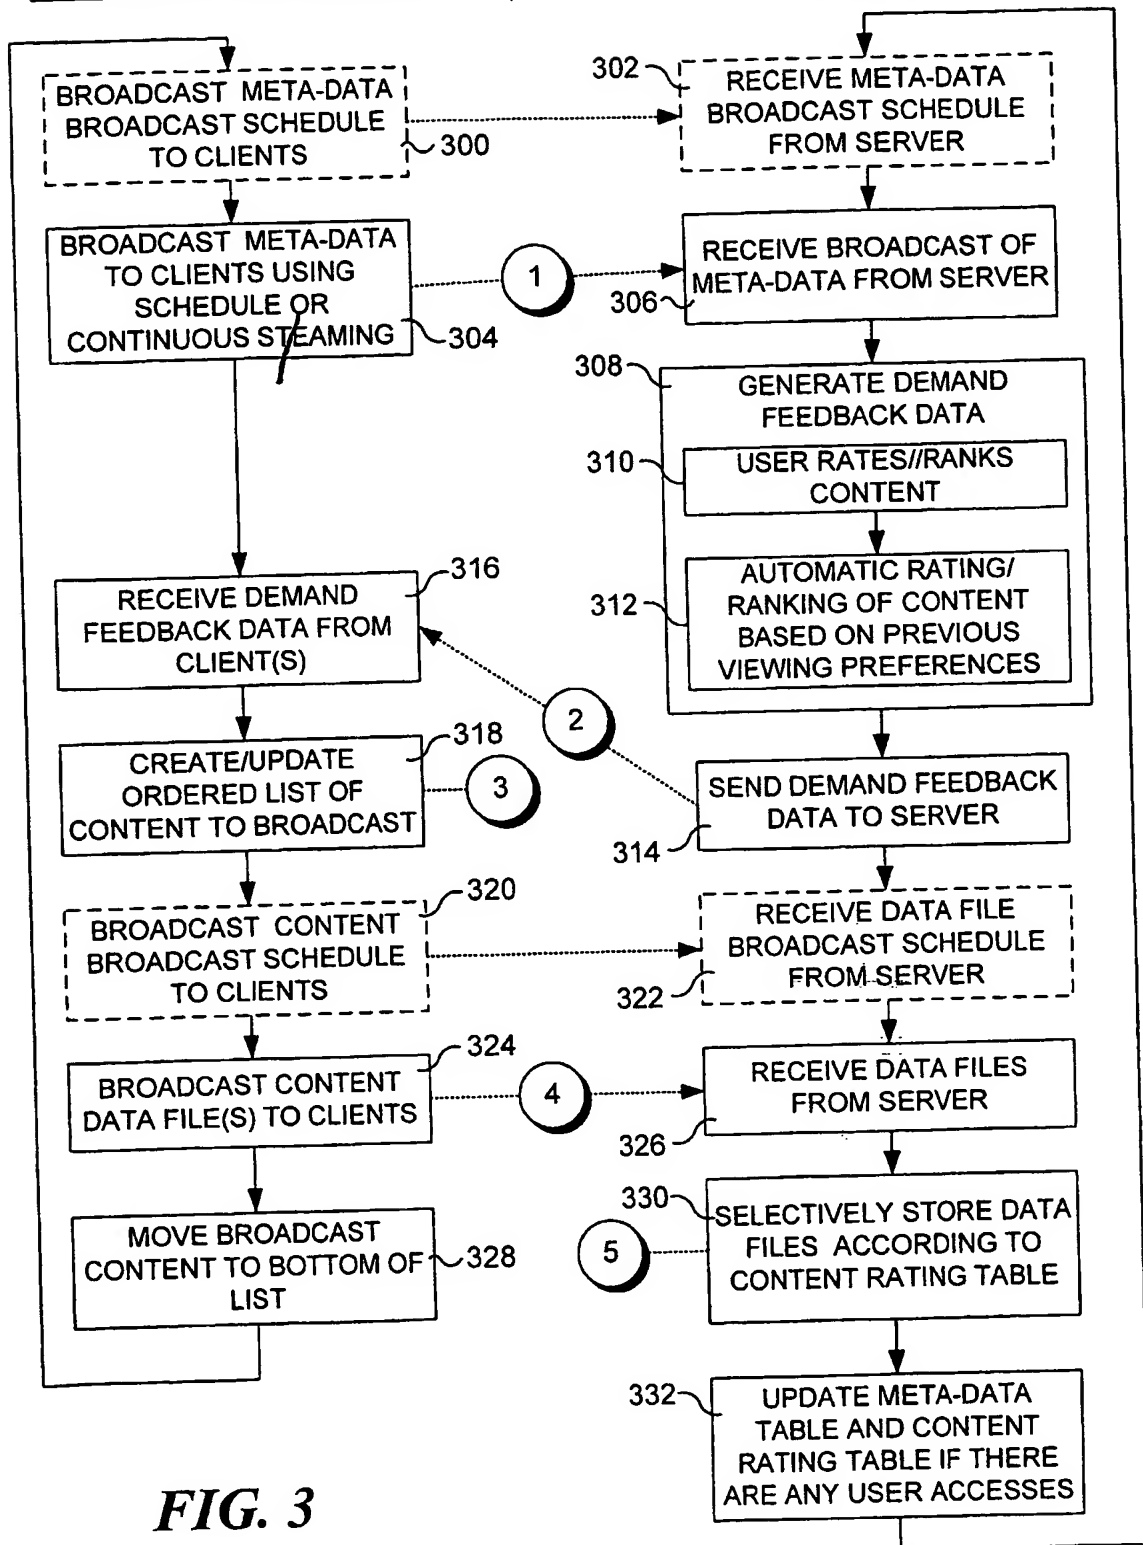 BROADCAST META-DATA
BROADCAST SCHEDULE
TO CLIENTS
300
302
RECEIVE META-DATA
BROADCAST SCHEDULE
FROM SERVER
BROADCAST META-DATA
TO CLIENTS USING
SCHEDULE OR
CONTINUOUS STEAMING
304
1
RECEIVE BROADCAST OF
META-DATA FROM SERVER
306
308
GENERATE DEMAND
FEEDBACK DATA
310
USER RATES//RANKS
CONTENT
312
AUTOMATIC RATING/
RANKING OF CONTENT
BASED ON PREVIOUS
VIEWING PREFERENCES
316
RECEIVE DEMAND
FEEDBACK DATA FROM
CLIENT(S)
2
318
CREATE/UPDATE
ORDERED LIST OF
CONTENT TO BROADCAST
3
SEND DEMAND FEEDBACK
DATA TO SERVER
314
320
BROADCAST CONTENT
BROADCAST SCHEDULE
TO CLIENTS
RECEIVE DATA FILE
BROADCAST SCHEDULE
FROM SERVER
322
324
BROADCAST CONTENT
DATA FILE(S) TO CLIENTS
4
RECEIVE DATA FILES
FROM SERVER
326
MOVE BROADCAST
CONTENT TO BOTTOM OF
LIST
328
330
SELECTIVELY STORE DATA
FILES ACCORDING TO
CONTENT RATING TABLE
5
332
UPDATE META-DATA
TABLE AND CONTENT
RATING TABLE IF THERE
ARE ANY USER ACCESSES
FIG. 3